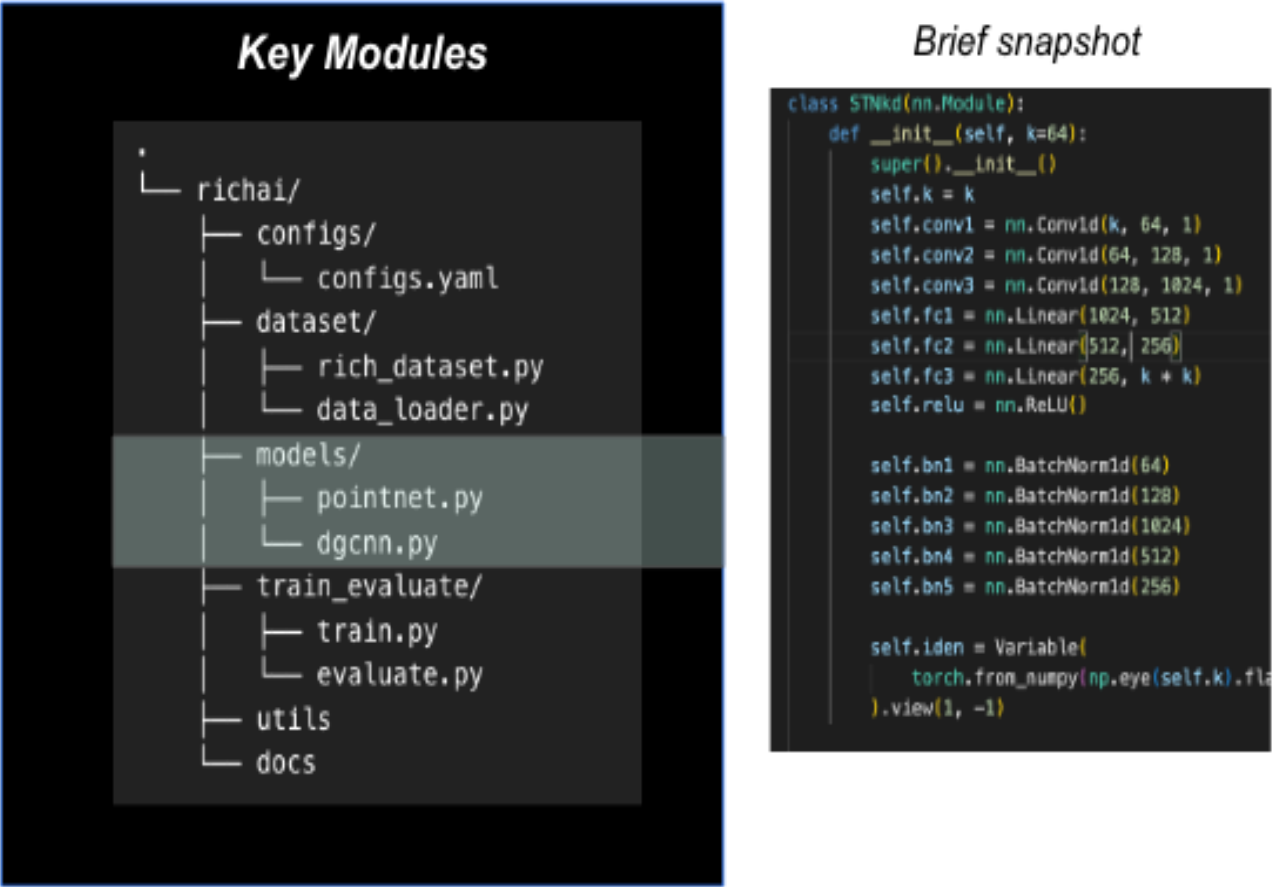 Key Modules
.
└── richai/
├── configs/
│ └── configs.yaml
├── dataset/
│ ├── rich_dataset.py
│ └── data_loader.py
├── models/
│ ├── pointnet.py
│ └── dgcnn.py
├── train_evaluate/
│ ├── train.py
│ └── evaluate.py
├── utils
└── docs
Brief snapshot
class STNkd(nn.Module):
def __init__(self, k=64):
super().__init__()
self.k = k
self.conv1 = nn.Conv1d(k, 64, 1)
self.conv2 = nn.Conv1d(64, 128, 1)
self.conv3 = nn.Conv1d(128, 1024, 1)
self.fc1 = nn.Linear(1024, 512)
self.fc2 = nn.Linear(512, 256)
self.fc3 = nn.Linear(256, k * k)
self.relu = nn.ReLU()
self.bn1 = nn.BatchNorm1d(64)
self.bn2 = nn.BatchNorm1d(128)
self.bn3 = nn.BatchNorm1d(1024)
self.bn4 = nn.BatchNorm1d(512)
self.bn5 = nn.BatchNorm1d(256)
self.iden = Variable(
torch.from_numpy(np.eye(self.k).fla
).view(1, -1)